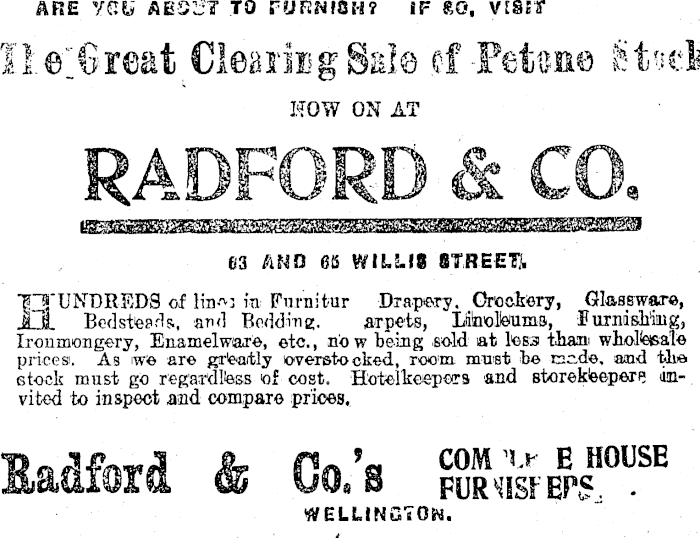 ARE YOU ABOUT TO FURNISH? IF SO, VISIT
The Great Clearing Sale of Petone Stock
NOW ON AT
RADFORD & CO.
63 AND 65 WILLIS STREET.
HUNDREDS of lines in Furnitur Drapery, Crockery, Glassware,
Bedsteads, and Bedding. arpets, Linoleums, Furnishing,
Ironmongery, Enamelware, etc., now being sold at less than wholesale
prices. As we are greatly overstocked, room must be made, and the
stock must go regardless of cost. Hotelkeepers and storekeepers in-
vited to inspect and compare prices.
Radford & Co.'s
COMPLETE HOUSE
FURNISHERS.
WELLINGTON.